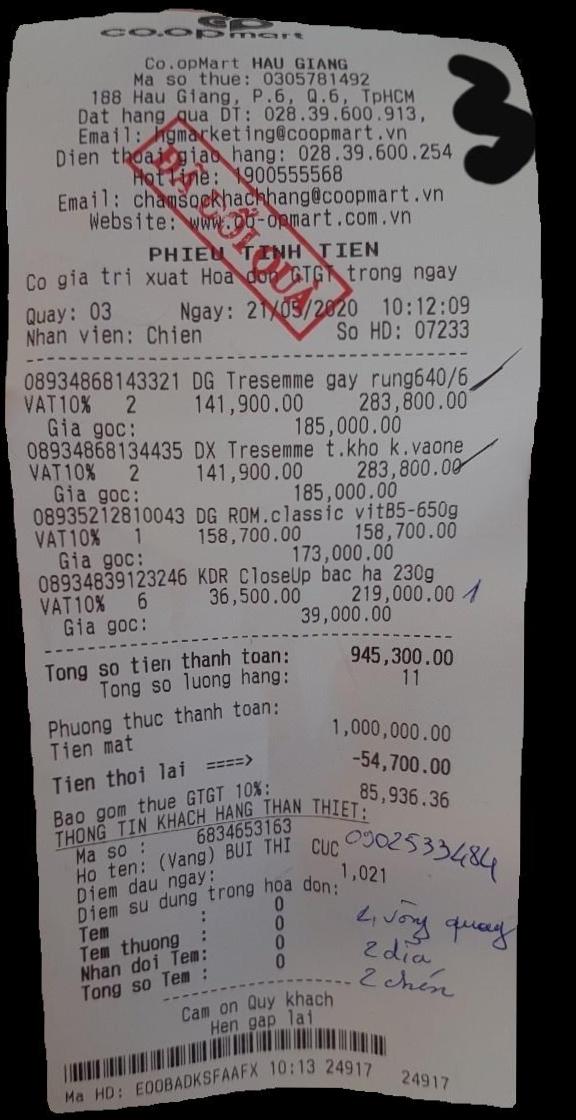 co.opmart
Co.opMart HAU GIANG
Ma so thue: 0305781492
188 Hau Giang, P.6, Q.6, TpHCM
Dat hang qua DT: 028.39.600.913,
Email: hgmarketing@coopmart.vn
Dien thoai giao hang: 028.39.600.254
Hotline: 1900555568
Email: chamsockhachhang@coopmart.vn
Website: www.co-opmart.com.vn
ĐÃ ĐỔI QUÀ
3
PHIEU TINH TIEN
Co gia tri xuat Hoa don GTGT trong ngay
Quay: 03 Ngay: 21/05/2020 10:12:09
Nhan vien: Chien So HD: 07233
08934868143321 DG Tresemme gay rung640/6
VAT10% 2 141,900.00 283,800.00
Gia goc: 185,000.00
08934868134435 DX Tresemme t.kho k.vaone
VAT10% 2 141,900.00 283,800.00
Gia goc: 185,000.00
08935212810043 DG ROM.classic vitB5-650g
VAT10% 1 158,700.00 158,700.00
Gia goc: 173,000.00
08934839123246 KDR CloseUp bac ha 230g
VAT10% 6 36,500.00 219,000.00 1
Gia goc: 39,000.00
Tong so tien thanh toan: 945,300.00
Tong so luong hang: 11
Phuong thuc thanh toan:
Tien mat 1,000,000.00
Tien thoi lai ====> -54,700.00
Bao gom thue GTGT 10%: 85,936.36
THONG TIN KHACH HANG THAN THIET:
Ma so : 6834653163
Ho ten: (Vang) BUI THI CUC 0902533484
Diem dau ngay: 1,021
Diem su dung trong hoa don:
Tem : 0
Tem thuong : 0
Nhan doi Tem: 0
Tong so Tem : 0
vòng quay
2 dĩa
2 chén
Cam on Quy khach
Hen gap lai
Ma HD: E00BADKSFAAFX 10:13 24917 24917